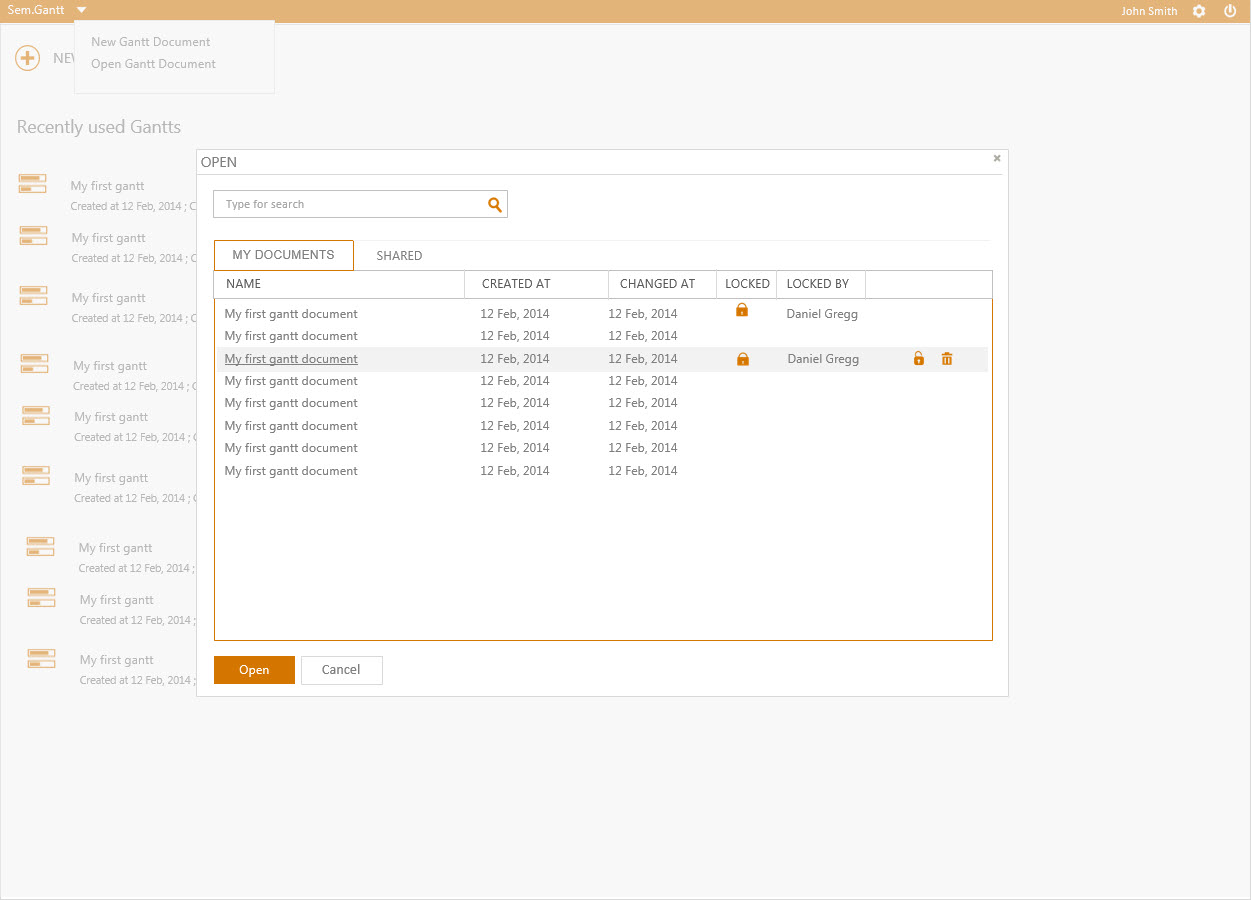 Sem.Gantt
John Smith
New Gantt Document
Open Gantt Document
Recently used Gantts
My first gantt
Created at 12 Feb, 2014 ;
My first gantt
Created at 12 Feb, 2014 ;
My first gantt
Created at 12 Feb, 2014 ;
My first gantt
Created at 12 Feb, 2014 ;
My first gantt
Created at 12 Feb, 2014 ;
My first gantt
Created at 12 Feb, 2014 ;
My first gantt
Created at 12 Feb, 2014 ;
My first gantt
Created at 12 Feb, 2014 ;
My first gantt
Created at 12 Feb, 2014 ;
OPEN
Type for search
MY DOCUMENTS SHARED
NAME CREATED AT CHANGED AT LOCKED LOCKED BY
My first gantt document 12 Feb, 2014 12 Feb, 2014 Daniel Gregg
My first gantt document 12 Feb, 2014 12 Feb, 2014
My first gantt document 12 Feb, 2014 12 Feb, 2014 Daniel Gregg
My first gantt document 12 Feb, 2014 12 Feb, 2014
My first gantt document 12 Feb, 2014 12 Feb, 2014
My first gantt document 12 Feb, 2014 12 Feb, 2014
My first gantt document 12 Feb, 2014 12 Feb, 2014
My first gantt document 12 Feb, 2014 12 Feb, 2014
Open Cancel